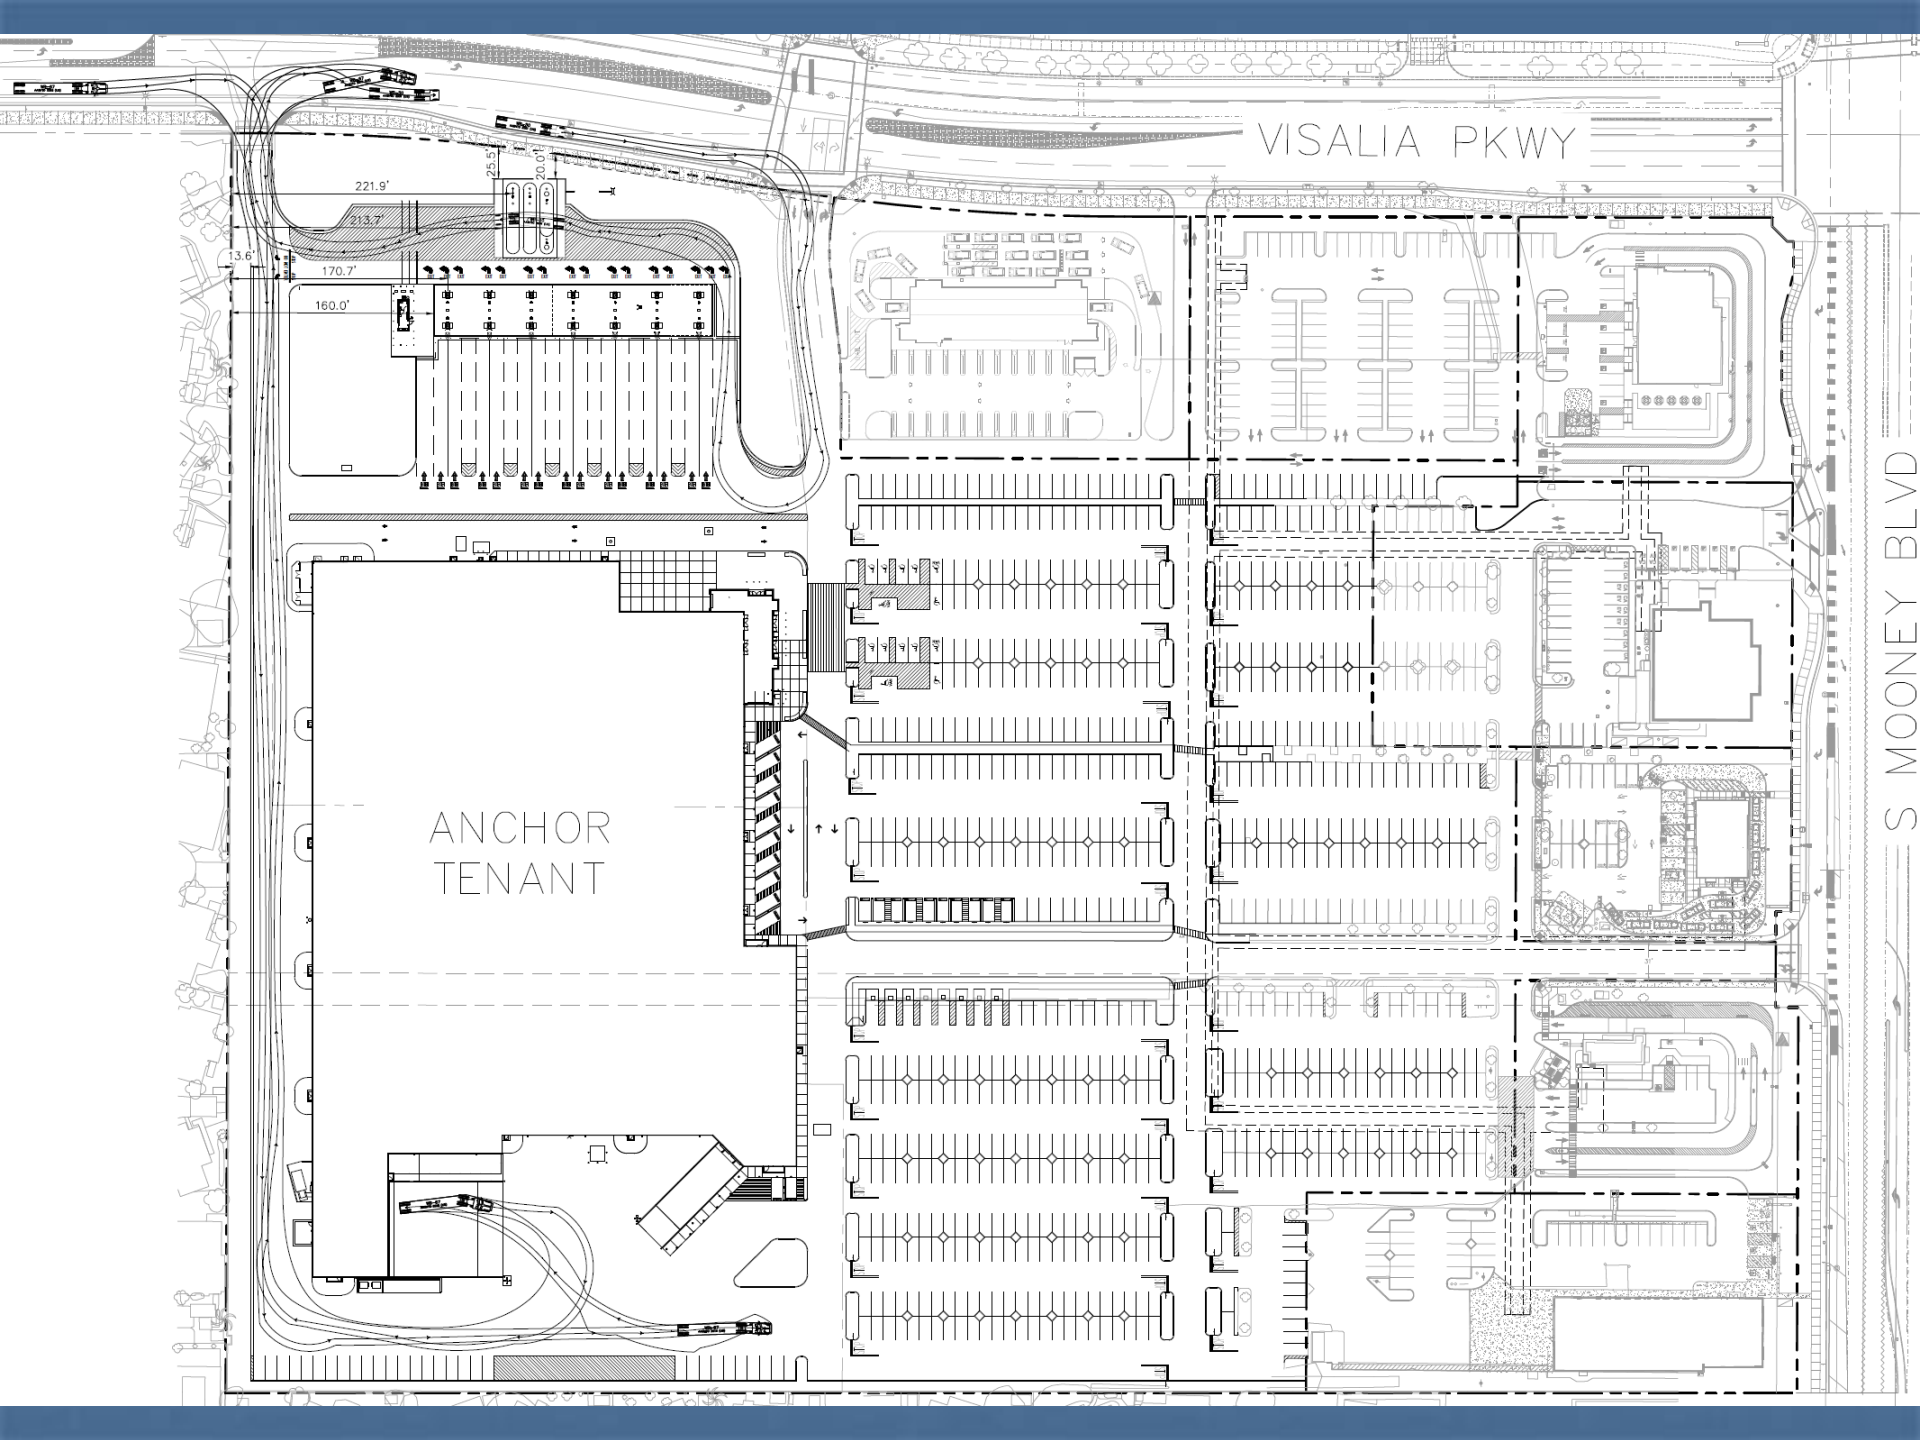 VISALIA PKWY
25.5'
20.0'
221.9'
213.7'
13.6'
170.7'
160.0'
S MOONEY BLVD
ANCHOR
TENANT